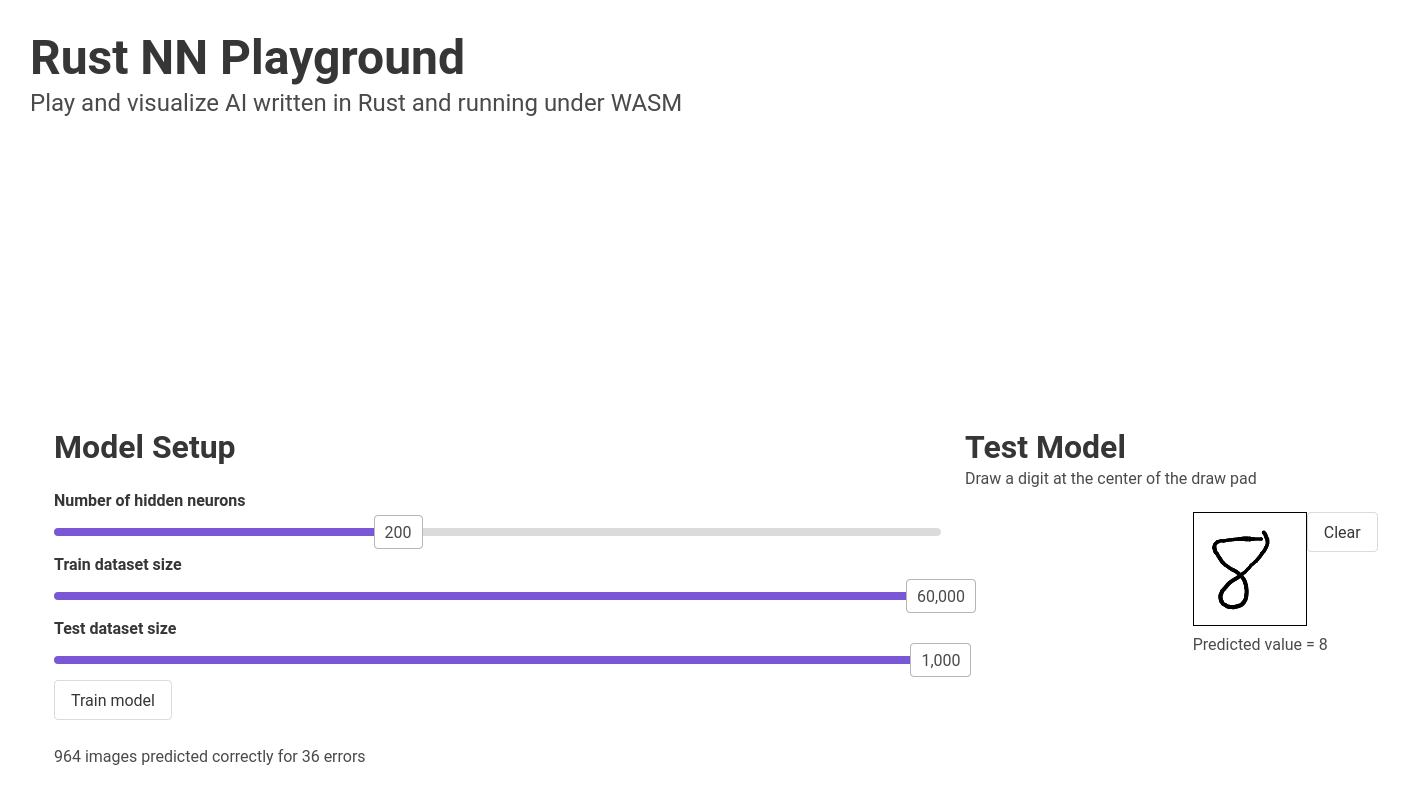 Rust NN Playground
Play and visualize AI written in Rust and running under WASM
Model Setup
Number of hidden neurons
200
Train dataset size
60,000
Test dataset size
1,000
Train model
964 images predicted correctly for 36 errors
Test Model
Draw a digit at the center of the draw pad
8
Clear
Predicted value = 8